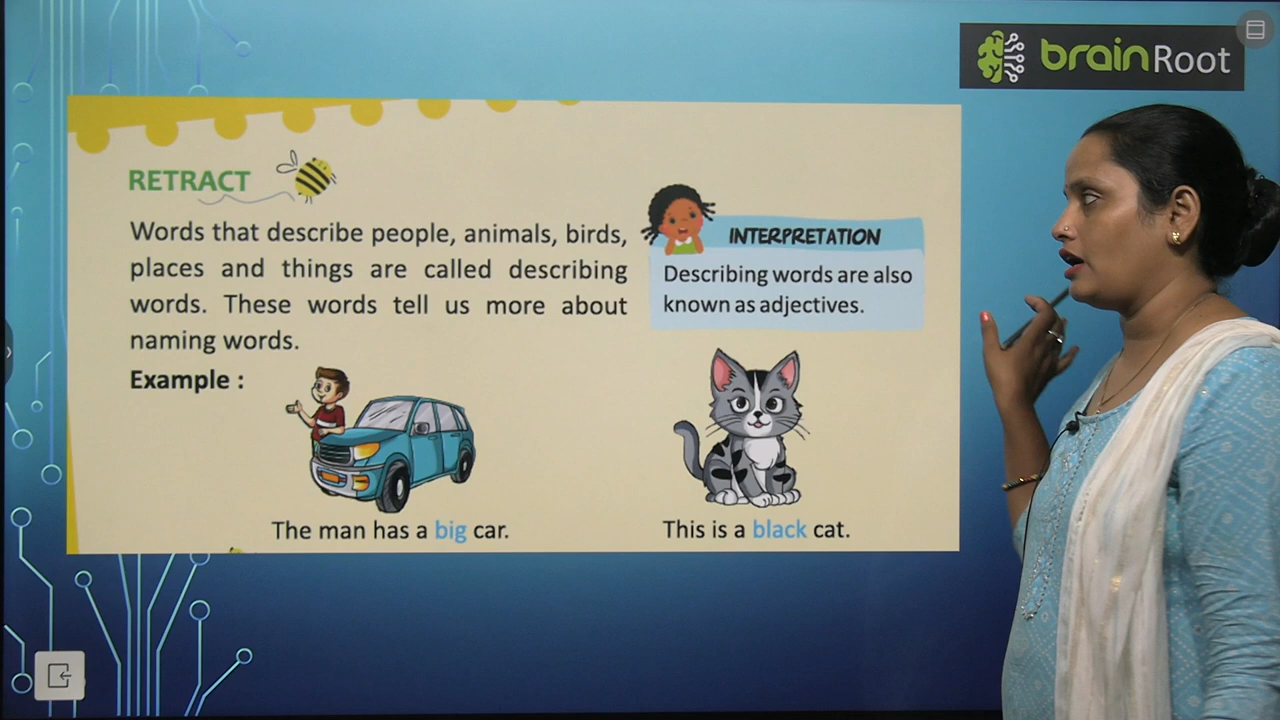 brainRoot
RETRACT
Words that describe people, animals, birds,
places and things are called describing
words. These words tell us more about
naming words.
Example :
INTERPRETATION
Describing words are also
known as adjectives.
The man has a big car.
This is a black cat.